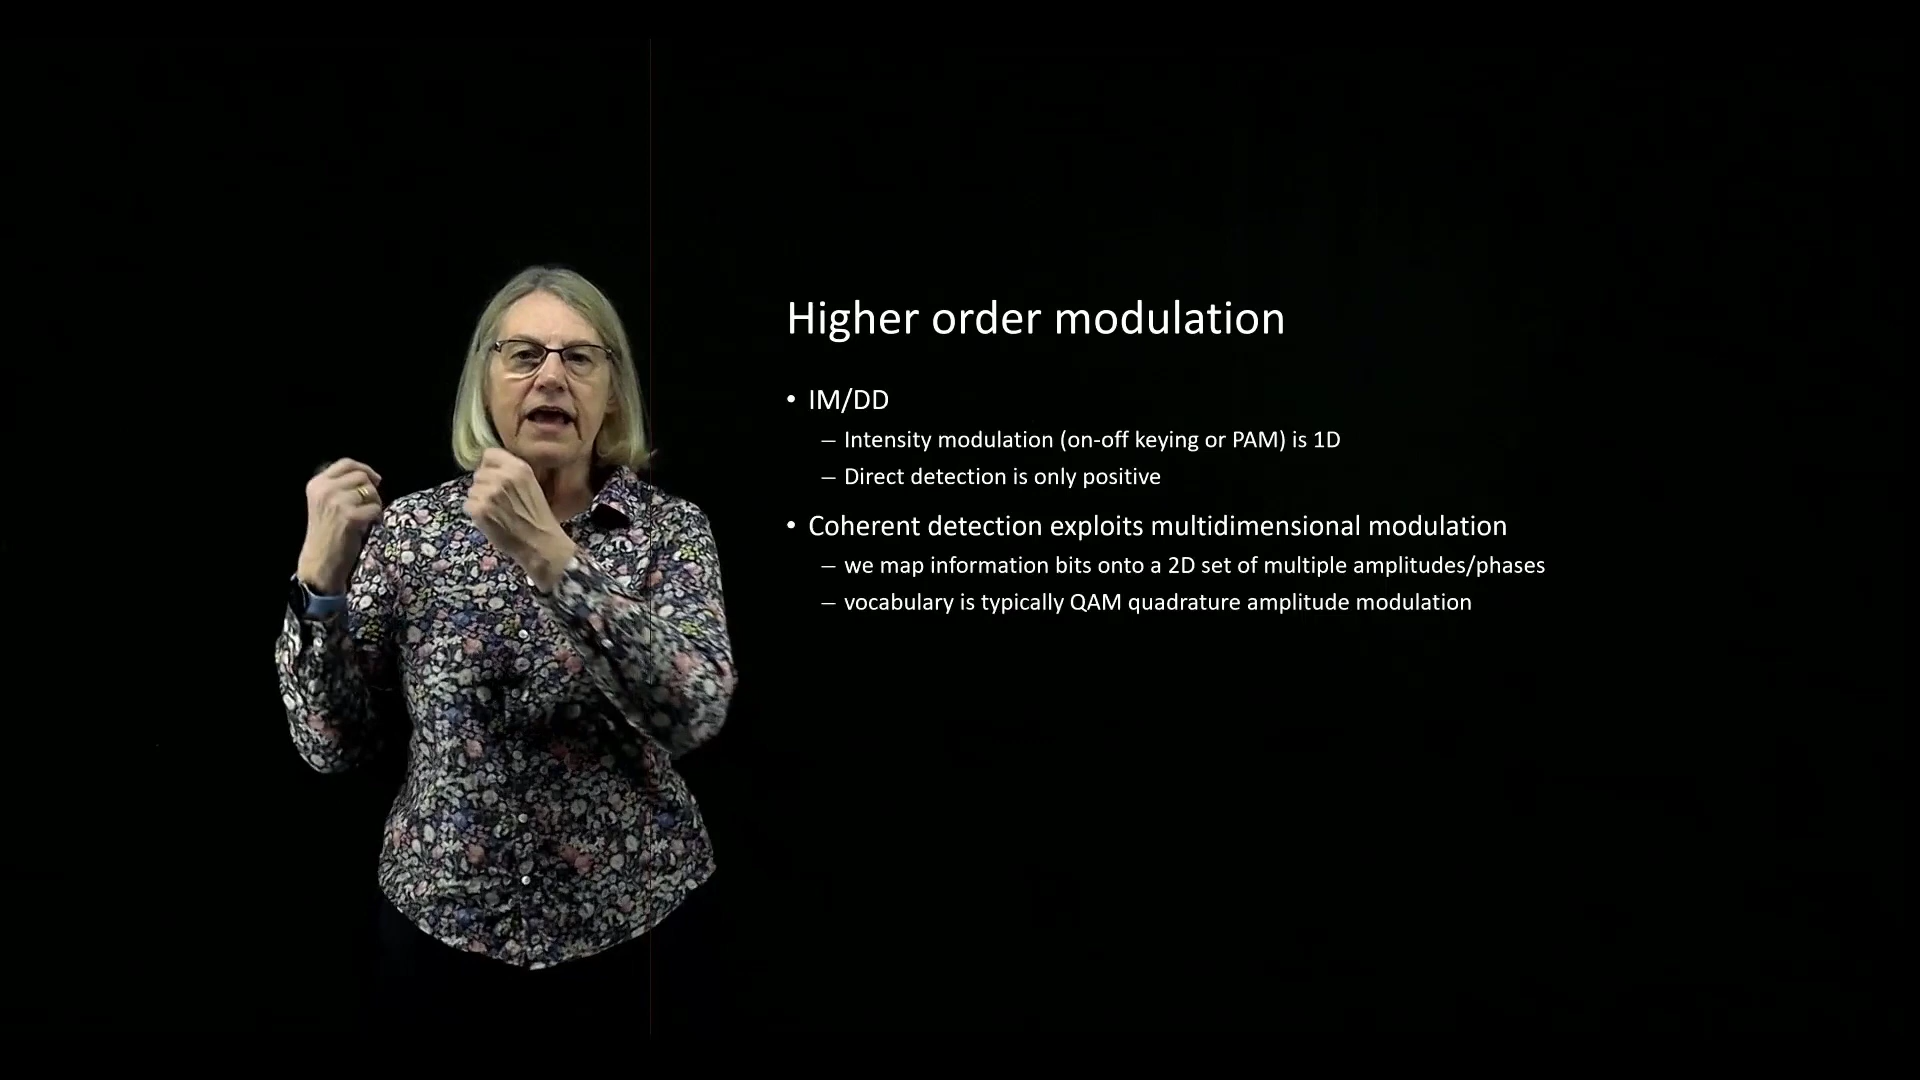 Higher order modulation
• IM/DD
– Intensity modulation (on-off keying or PAM) is 1D
– Direct detection is only positive
• Coherent detection exploits multidimensional modulation
– we map information bits onto a 2D set of multiple amplitudes/phases
– vocabulary is typically QAM quadrature amplitude modulation